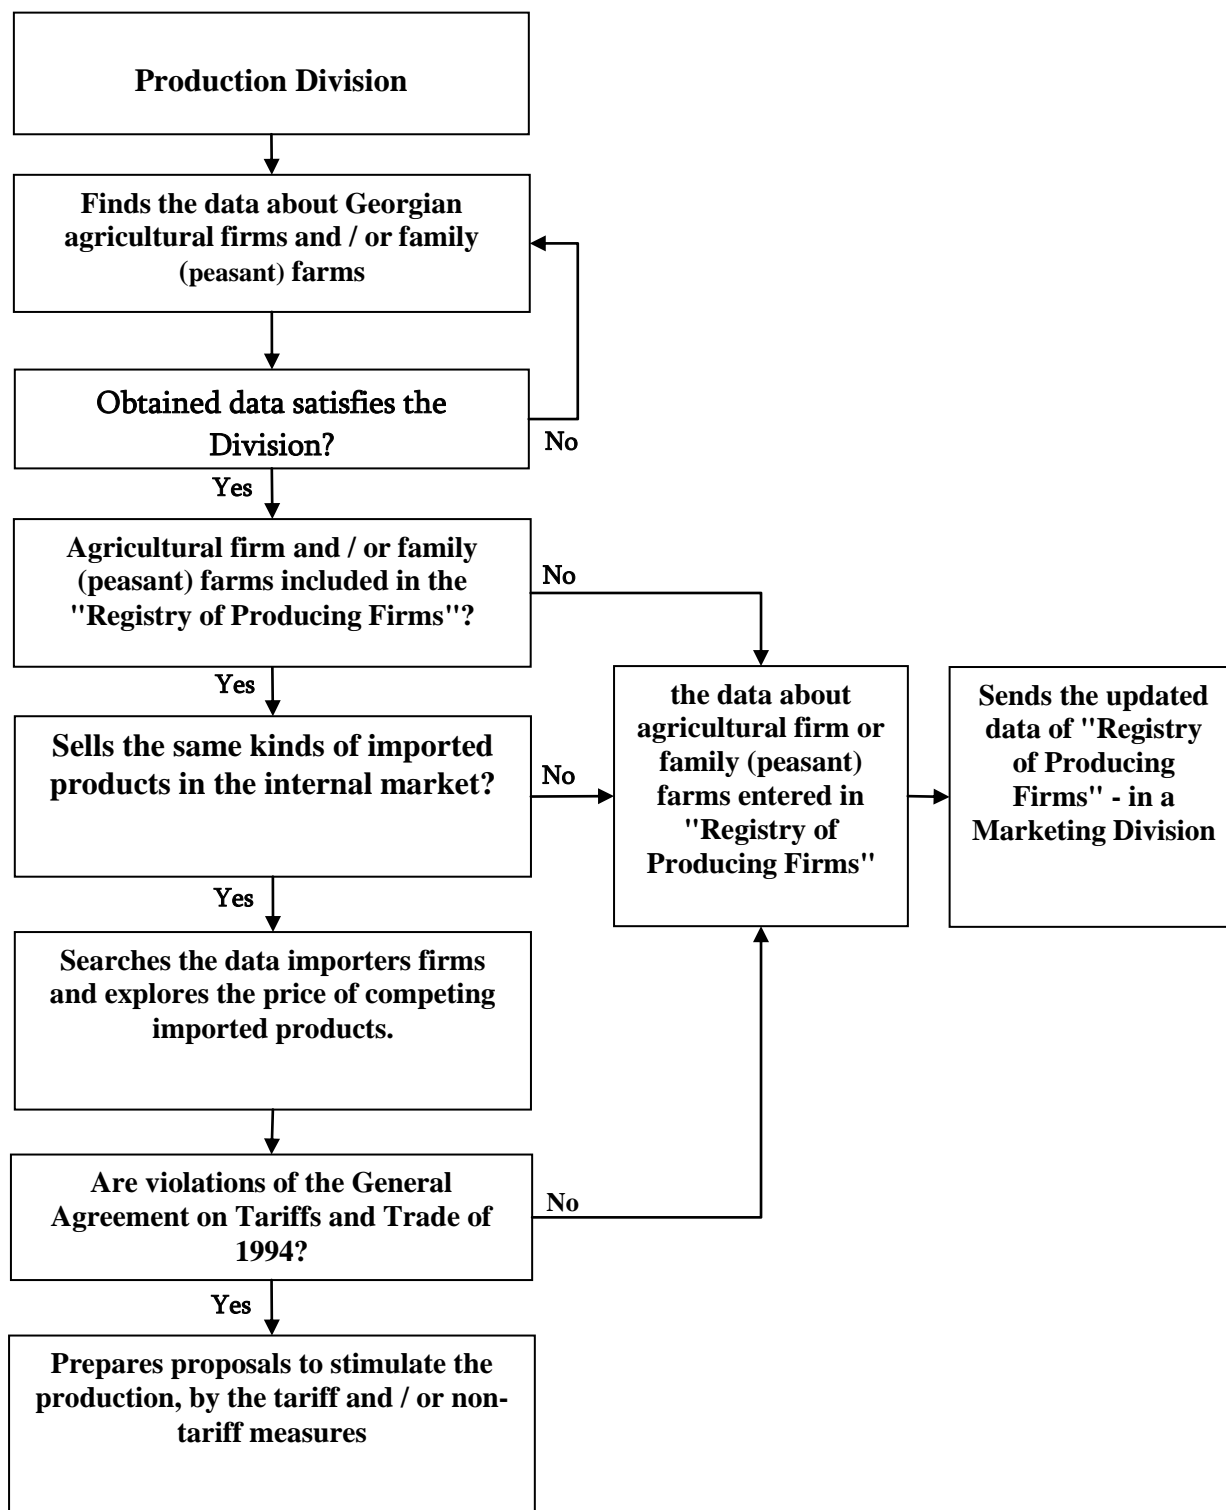 Production Division
Finds the data about Georgian
agricultural firms and / or family
(peasant) farms
Obtained data satisfies the
Division?
No
Yes
Agricultural firm and / or family
(peasant) farms included in the
"Registry of Producing Firms"?
No
Yes
Sells the same kinds of imported
products in the internal market?
No
the data about
agricultural firm or
family (peasant)
farms entered in
"Registry of
Producing Firms"
Sends the updated
data of "Registry
of Producing
Firms" - in a
Marketing Division
Yes
Searches the data importers firms
and explores the price of competing
imported products.
Are violations of the General
Agreement on Tariffs and Trade of
1994?
No
Yes
Prepares proposals to stimulate the
production, by the tariff and / or non-
tariff measures